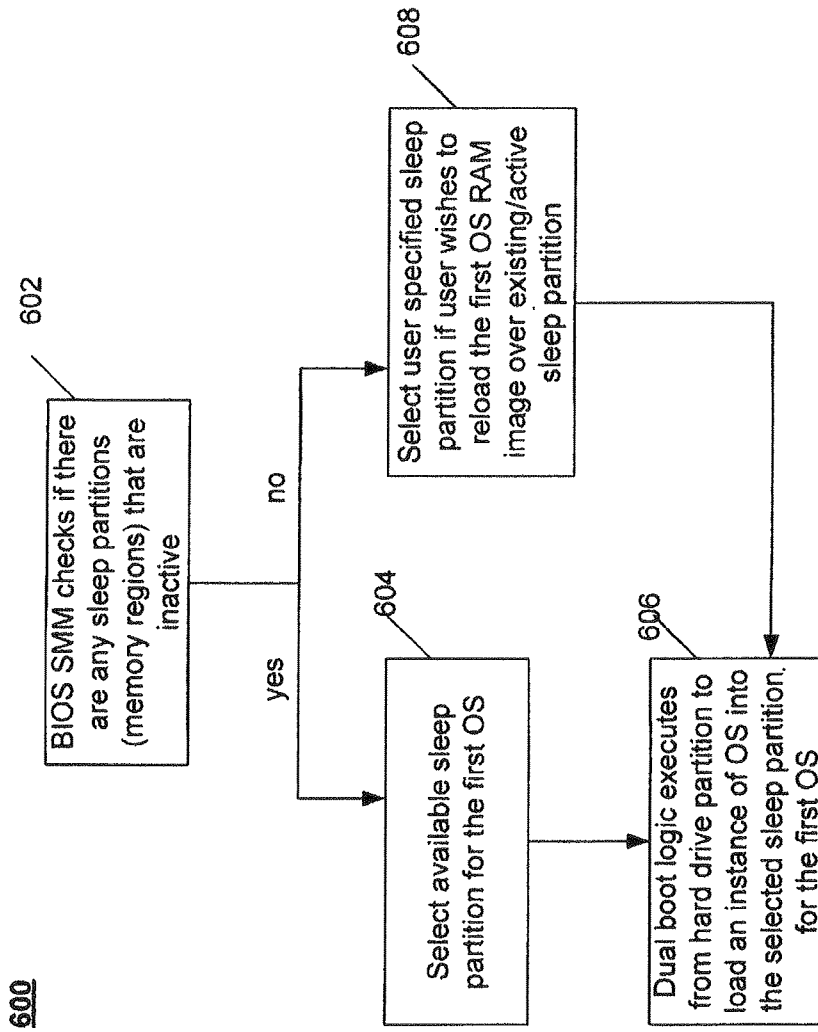 600
602
BIOS SMM checks if there
are any sleep partitions
(memory regions) that are
inactive
yes
no
604
Select available sleep
partition for the first OS
608
Select user specified sleep
partition if user wishes to
reload the first OS RAM
image over existing/active
sleep partition
606
Dual boot logic executes
from hard drive partition to
load an instance of OS into
the selected sleep partition.
for the first OS